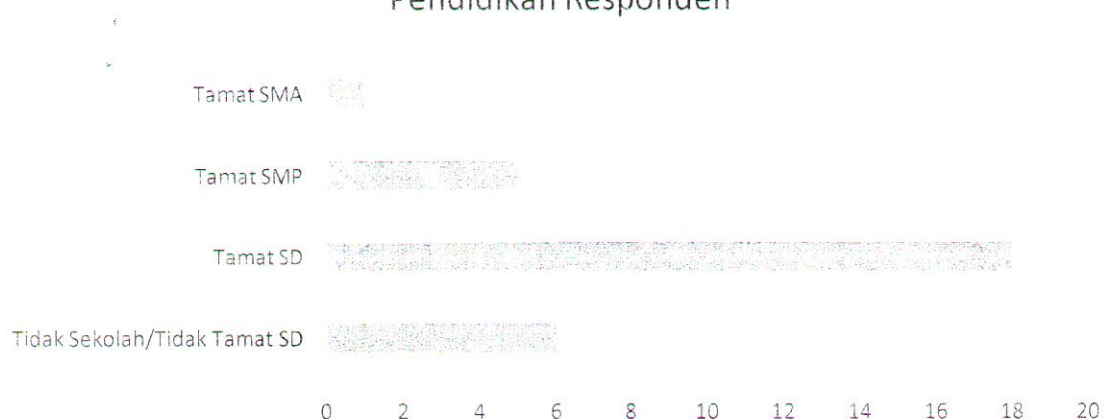 Pendidikan Responden
Tamat SMA
Tamat SMP
Tamat SD
Tidak Sekolah/Tidak Tamat SD
0 2 4 6 8 10 12 14 16 18 20